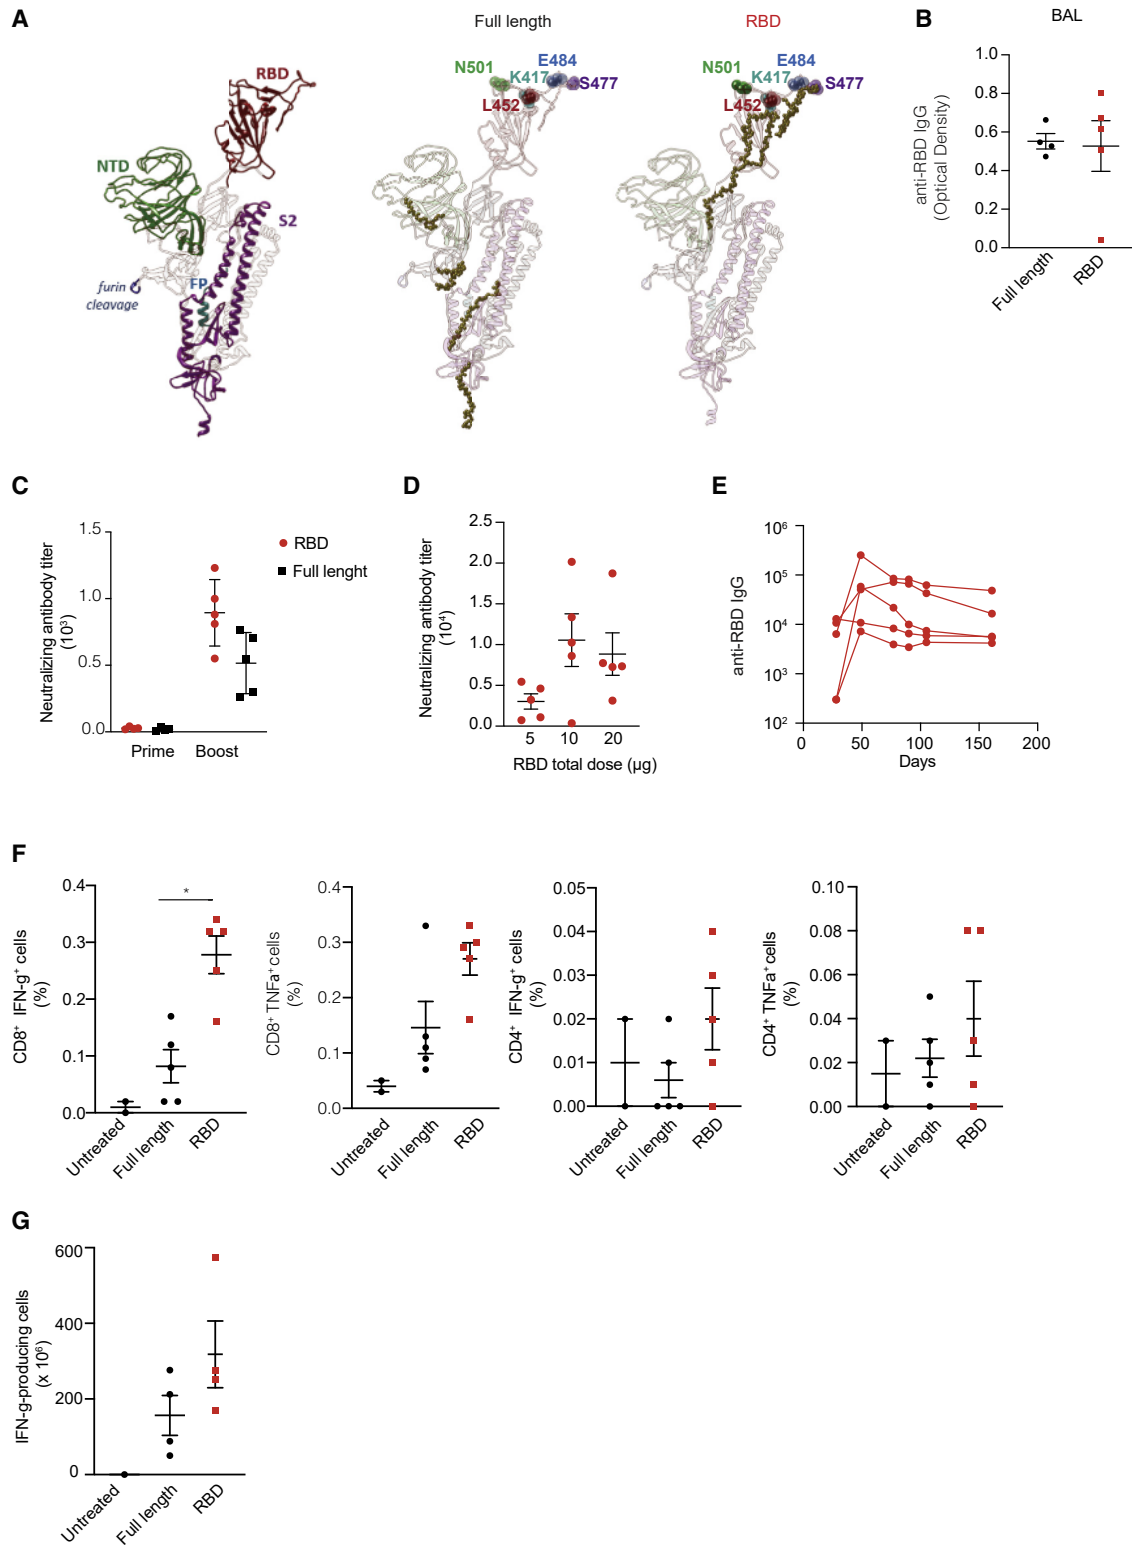 A
Full length
RBD
B
BAL
RBD
NTD
S2
FP
furin
cleavage
N501
K417
E484
S477
L452
N501
K417
E484
S477
L452
anti-RBD IgG
(Optical Density)
1.0
0.8
0.6
0.4
0.2
0.0
Full length
RBD
C
Neutralizing antibody titer
(10³)
1.5
1.0
0.5
0.0
Prime
Boost
RBD
Full lenght
D
Neutralizing antibody titer
(10⁴)
2.5
2.0
1.5
1.0
0.5
0.0
5
10
20
RBD total dose (µg)
E
anti-RBD IgG
10⁶
10⁵
10⁴
10³
10²
0
50
100
150
200
Days
F
CD8⁺ IFN-g⁺ cells
(%)
0.4
0.3
0.2
0.1
0.0
*
Untreated
Full length
RBD
CD8⁺ TNFa⁺ cells
(%)
0.4
0.3
0.2
0.1
0.0
Untreated
Full length
RBD
CD4⁺ IFN-g⁺ cells
(%)
0.05
0.04
0.03
0.02
0.01
0.00
Untreated
Full length
RBD
CD4⁺ TNFa⁺ cells
(%)
0.10
0.08
0.06
0.04
0.02
0.00
Untreated
Full length
RBD
G
IFN-g-producing cells
(x 10⁶)
600
400
200
0
Untreated
Full length
RBD